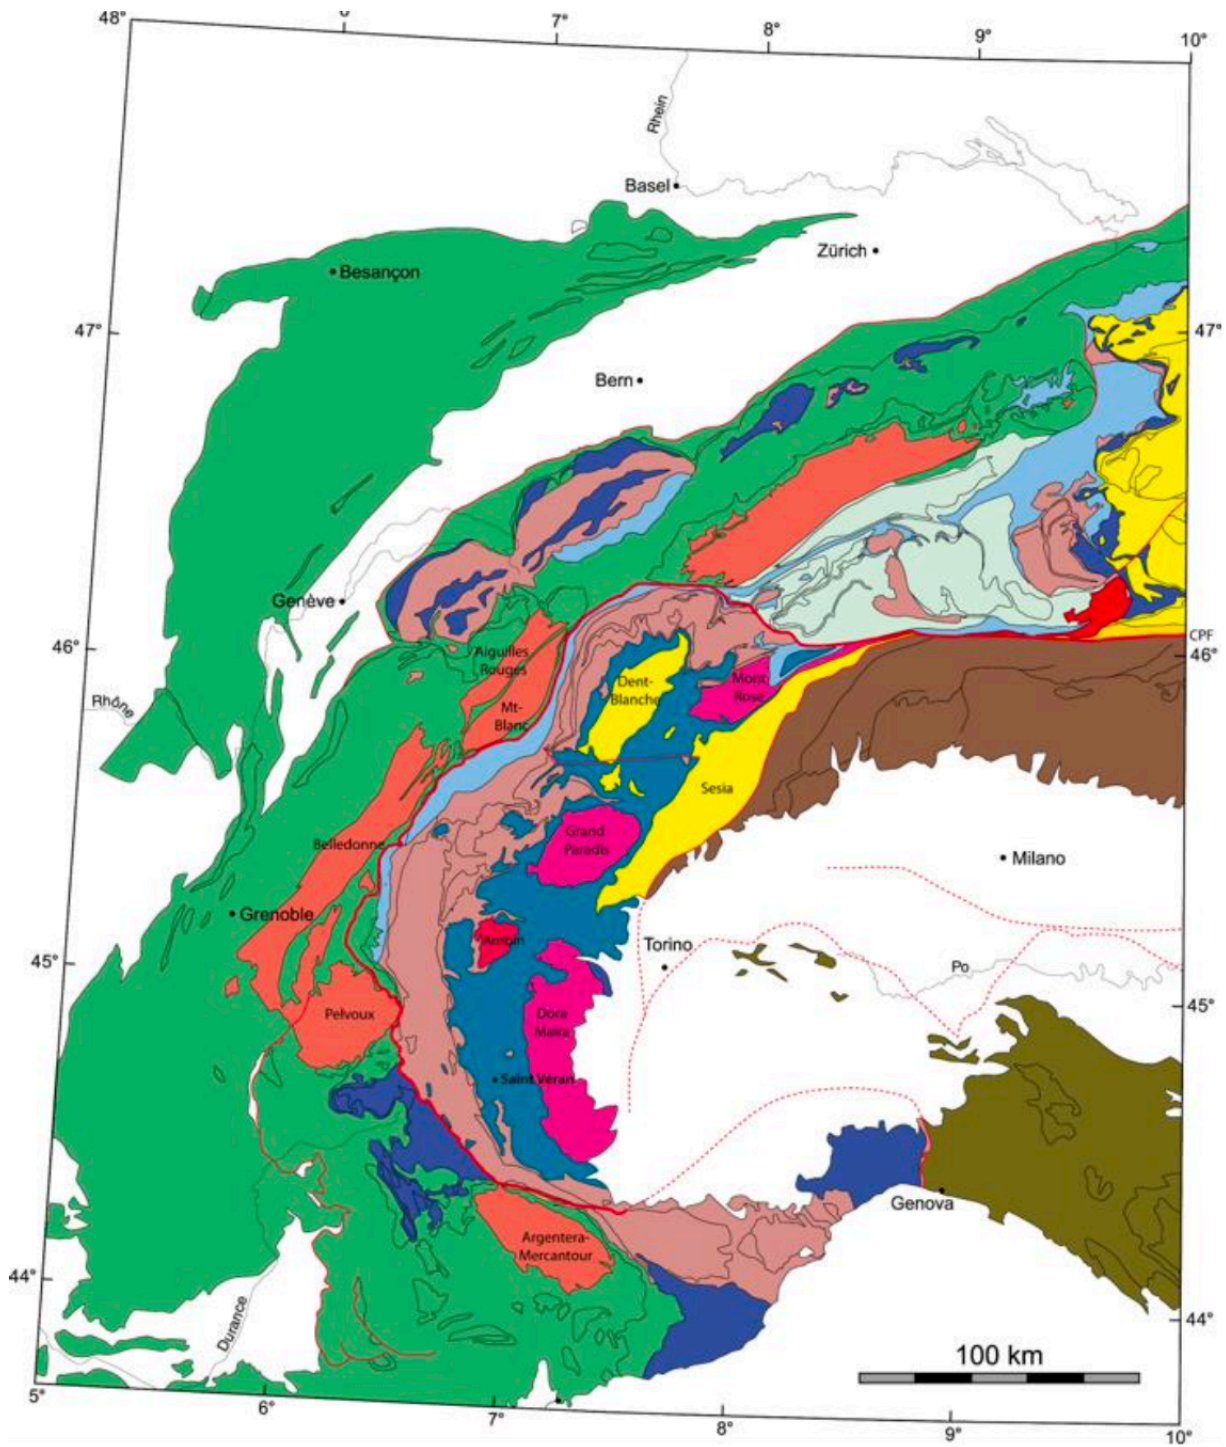 48°
6°
7°
8°
9°
10°
Rhein
Basel
Zürich
Besançon
47°
47°
Bern
Genève
46°
CPF
46°
Aiguilles
Rouges
Dent-
Blanche
Mont
Rose
Rhône
Mt-
Blanc
Sesia
Grand
Paradis
Belledonne
Milano
Grenoble
Ambin
Torino
45°
Po
45°
Pelvoux
Dora
Maira
Saint Véran
Genova
Argentera-
Mercantour
44°
44°
Durance
100 km
5°
6°
7°
8°
9°
10°